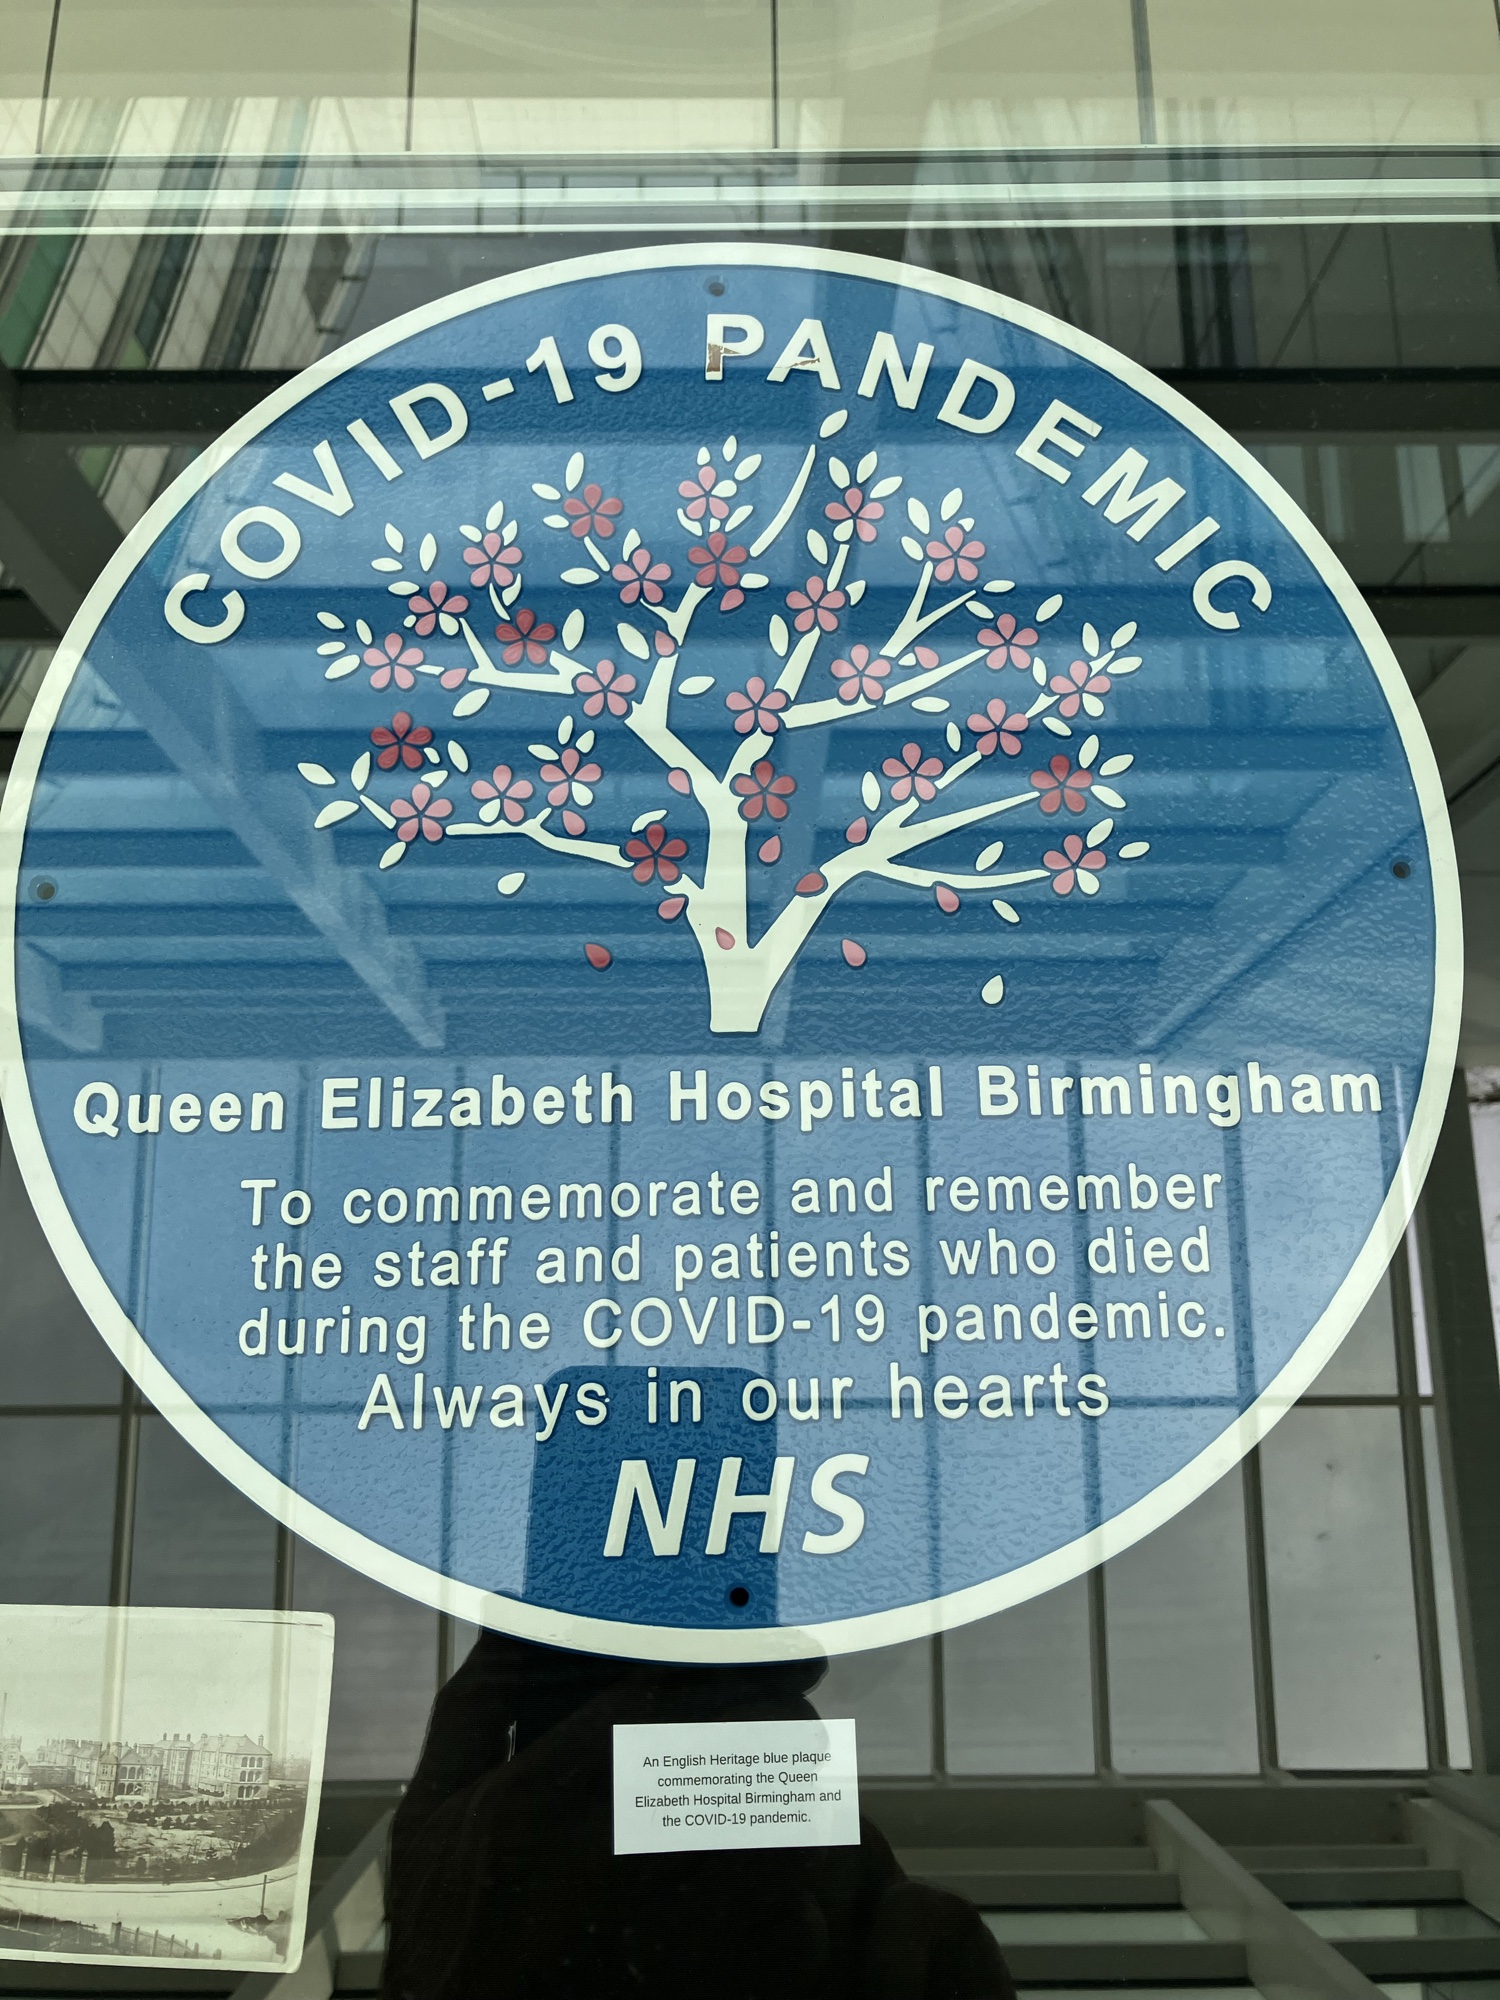 COVID-19 PANDEMIC
Queen Elizabeth Hospital Birmingham
To commemorate and remember
the staff and patients who died
during the COVID-19 pandemic.
Always in our hearts
NHS
An English Heritage blue plaque
commemorating the Queen
Elizabeth Hospital Birmingham and
the COVID-19 pandemic.